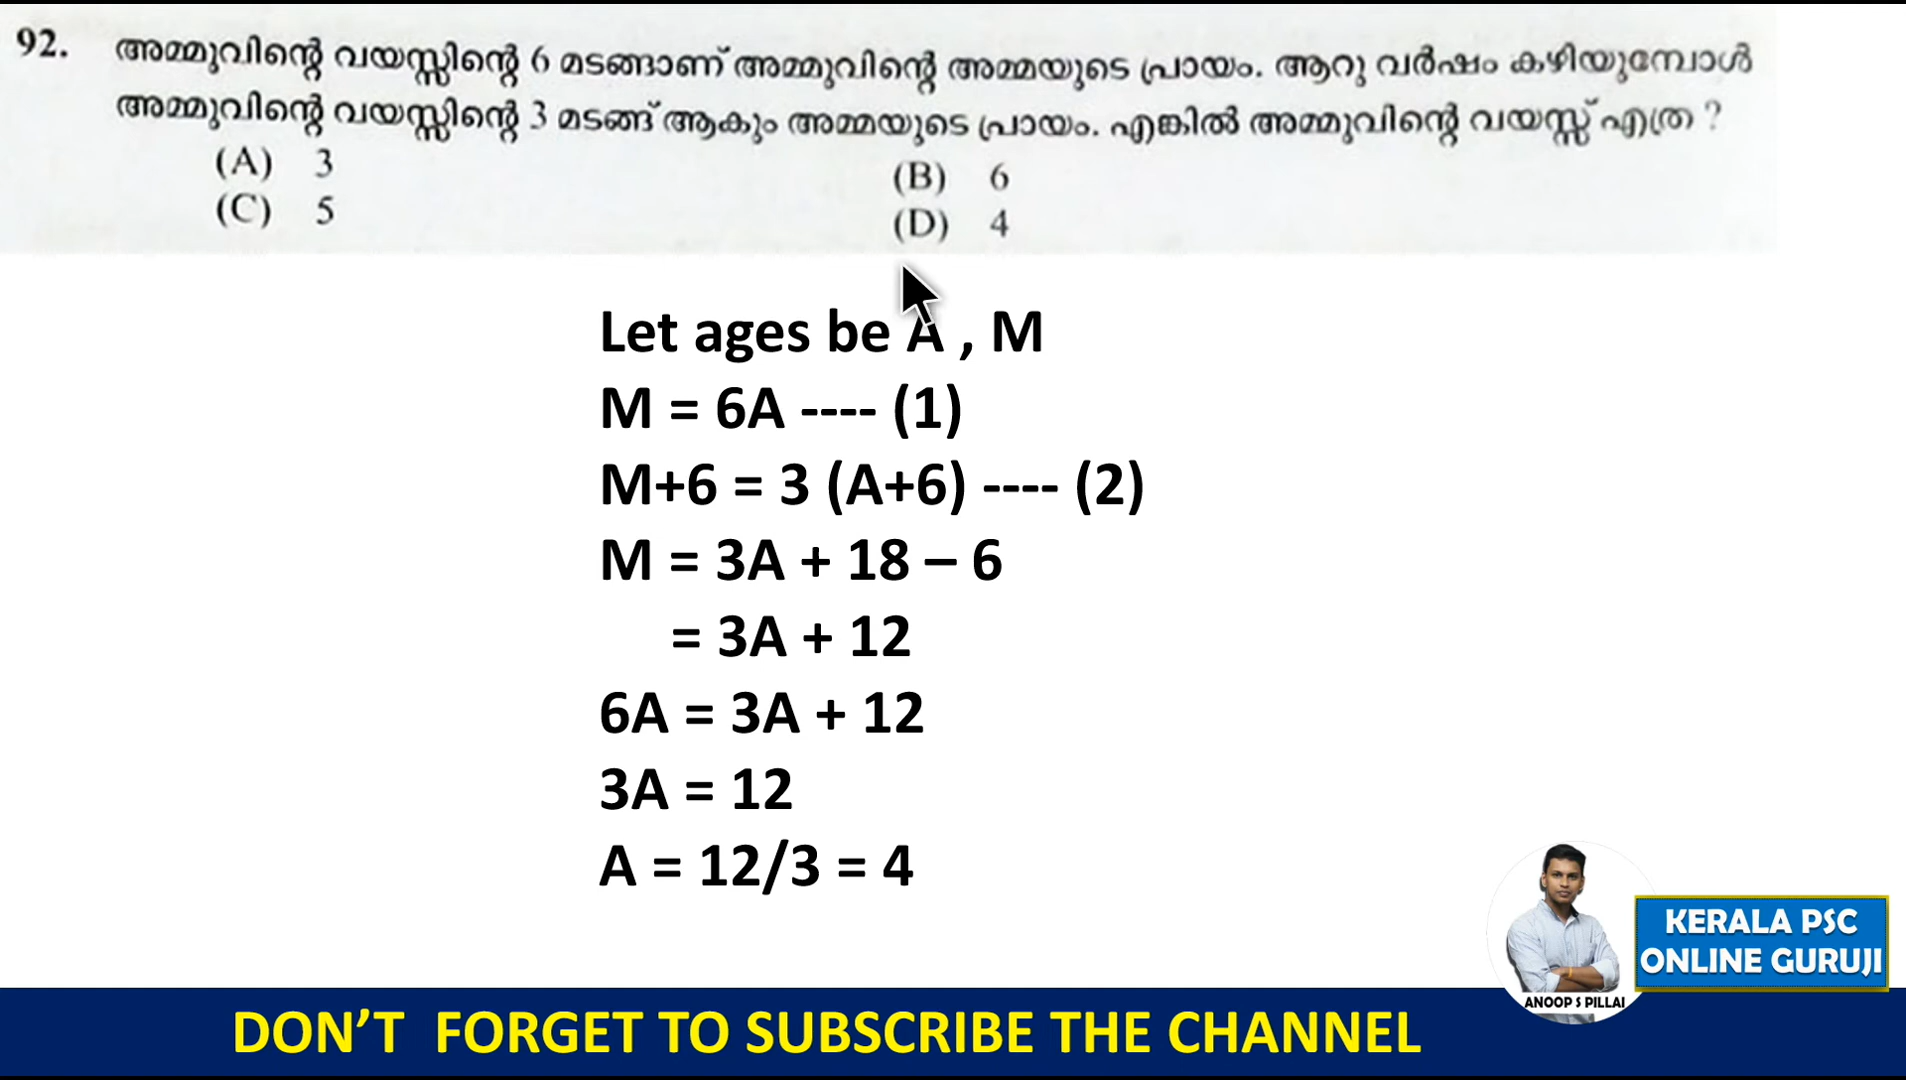 92. അമ്മുവിന്റെ വയസ്സിന്റെ 6 മടങ്ങാണ് അമ്മുവിന്റെ അമ്മയുടെ പ്രായം. ആറു വർഷം കഴിയുമ്പോൾ
അമ്മുവിന്റെ വയസ്സിന്റെ 3 മടങ്ങ് ആകും അമ്മയുടെ പ്രായം. എങ്കിൽ അമ്മുവിന്റെ വയസ്സ് എത്ര ?
(A) 3 (B) 6
(C) 5 (D) 4
Let ages be A , M
M = 6A ---- (1)
M+6 = 3 (A+6) ---- (2)
M = 3A + 18 – 6
= 3A + 12
6A = 3A + 12
3A = 12
A = 12/3 = 4
KERALA PSC
ONLINE GURUJI
ANOOP S PILLAI
DON’T FORGET TO SUBSCRIBE THE CHANNEL